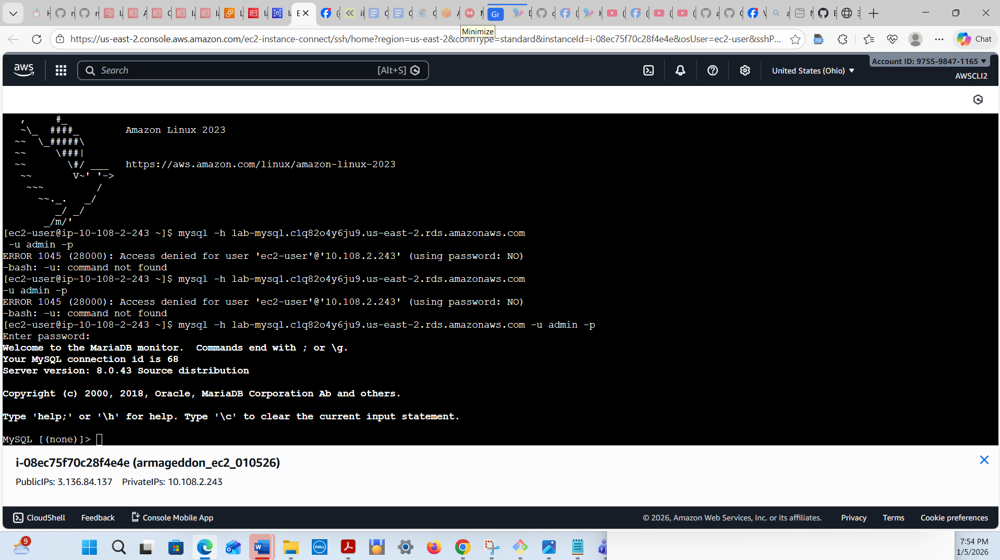 Gr
Minimize
https://us-east-2.console.aws.amazon.com/ec2-instance-connect/ssh/home?region=us-east-2&connType=standard&instanceId=i-08ec75f70c28f4e4e&osUser=ec2-user&sshP...
Chat
aws
Search
[Alt+S]
United States (Ohio)
Account ID: 9755-9847-1165
AWSCLI2
   ,     #_
   ~\_  ####_        Amazon Linux 2023
  ~~  \_#####\
  ~~     \###|
  ~~       \#/ ___   https://aws.amazon.com/linux/amazon-linux-2023
   ~~       V~' '->
    ~~~         /
      ~~._.   _/
         _/ _/
       _/m/'
[ec2-user@ip-10-108-2-243 ~]$ mysql -h lab-mysql.c1q82o4y6ju9.us-east-2.rds.amazonaws.com
 -u admin -p
ERROR 1045 (28000): Access denied for user 'ec2-user'@'10.108.2.243' (using password: NO)
-bash: -u: command not found
[ec2-user@ip-10-108-2-243 ~]$ mysql -h lab-mysql.c1q82o4y6ju9.us-east-2.rds.amazonaws.com
-u admin -p
ERROR 1045 (28000): Access denied for user 'ec2-user'@'10.108.2.243' (using password: NO)
-bash: -u: command not found
[ec2-user@ip-10-108-2-243 ~]$ mysql -h lab-mysql.c1q82o4y6ju9.us-east-2.rds.amazonaws.com -u admin -p
Enter password:
Welcome to the MariaDB monitor.  Commands end with ; or \g.
Your MySQL connection id is 68
Server version: 8.0.43 Source distribution
Copyright (c) 2000, 2018, Oracle, MariaDB Corporation Ab and others.
Type 'help;' or '\h' for help. Type '\c' to clear the current input statement.
MySQL [(none)]>
i-08ec75f70c28f4e4e (armageddon_ec2_010526)
PublicIPs: 3.136.84.137 PrivateIPs: 10.108.2.243
CloudShell Feedback Console Mobile App © 2026, Amazon Web Services, Inc. or its affiliates. Privacy Terms Cookie preferences
9
DELL
7:54 PM
1/5/2026